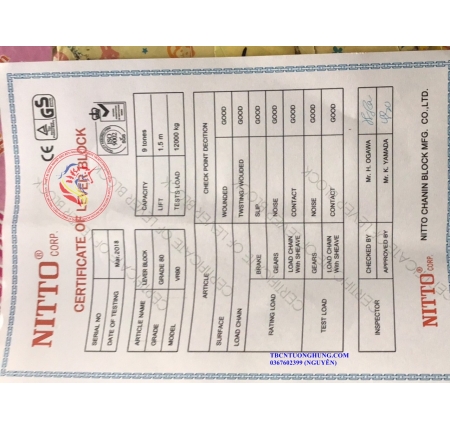 NITTO® CORP.
CE GS
CERTIFICATE OF LEVER BLOCK
SERIAL NO
DATE OF TESTING Mar.2018
ARTICLE NAME LEVER BLOCK CAPACITY 9 tones
GRADE GRADE 80 LIFT 1,5 m
MODEL VR90 TESTS LOAD 12000 kg
ARTICLE CHECK POINT DECITION
SURFACE WOUNDED GOOD
LOAD CHAIN TWSTING/WOUDED GOOD
RATING LOAD BRAKE SLIP GOOD
GEARS NOISE GOOD
LOAD CHAIN With SHEAVE CONTACT GOOD
TEST LOAD GEARS NOISE GOOD
LOAD CHAIN With SHEAVE CONTACT GOOD
INSPECTOR CHECKED BY Mr. H. OGAWA
APPROVED BY Mr. K. YAMADA
NITTO® CORP. NITTO CHANIN BLOCK MFG. CO.,LTD.
TBCNTUONGHUNG.COM
0367602399 (NGUYÊN)